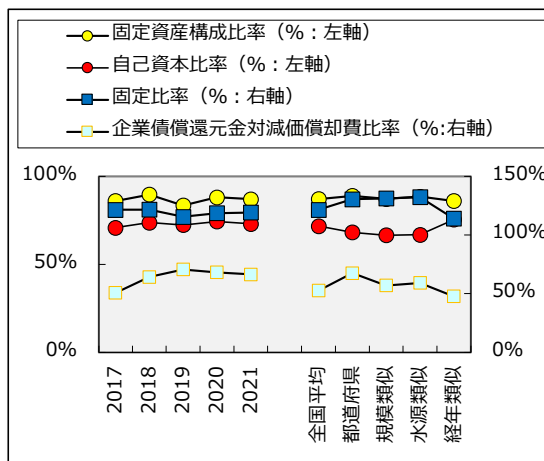 固定資産構成比率（%：左軸）
自己資本比率（%：左軸）
固定比率（%：右軸）
企業債償還元金対減価償却費比率（%:右軸）
100%
50%
0%
150%
100%
50%
0%
2017
2018
2019
2020
2021
全国平均
都道府県
規模類似
水源類似
経年類似